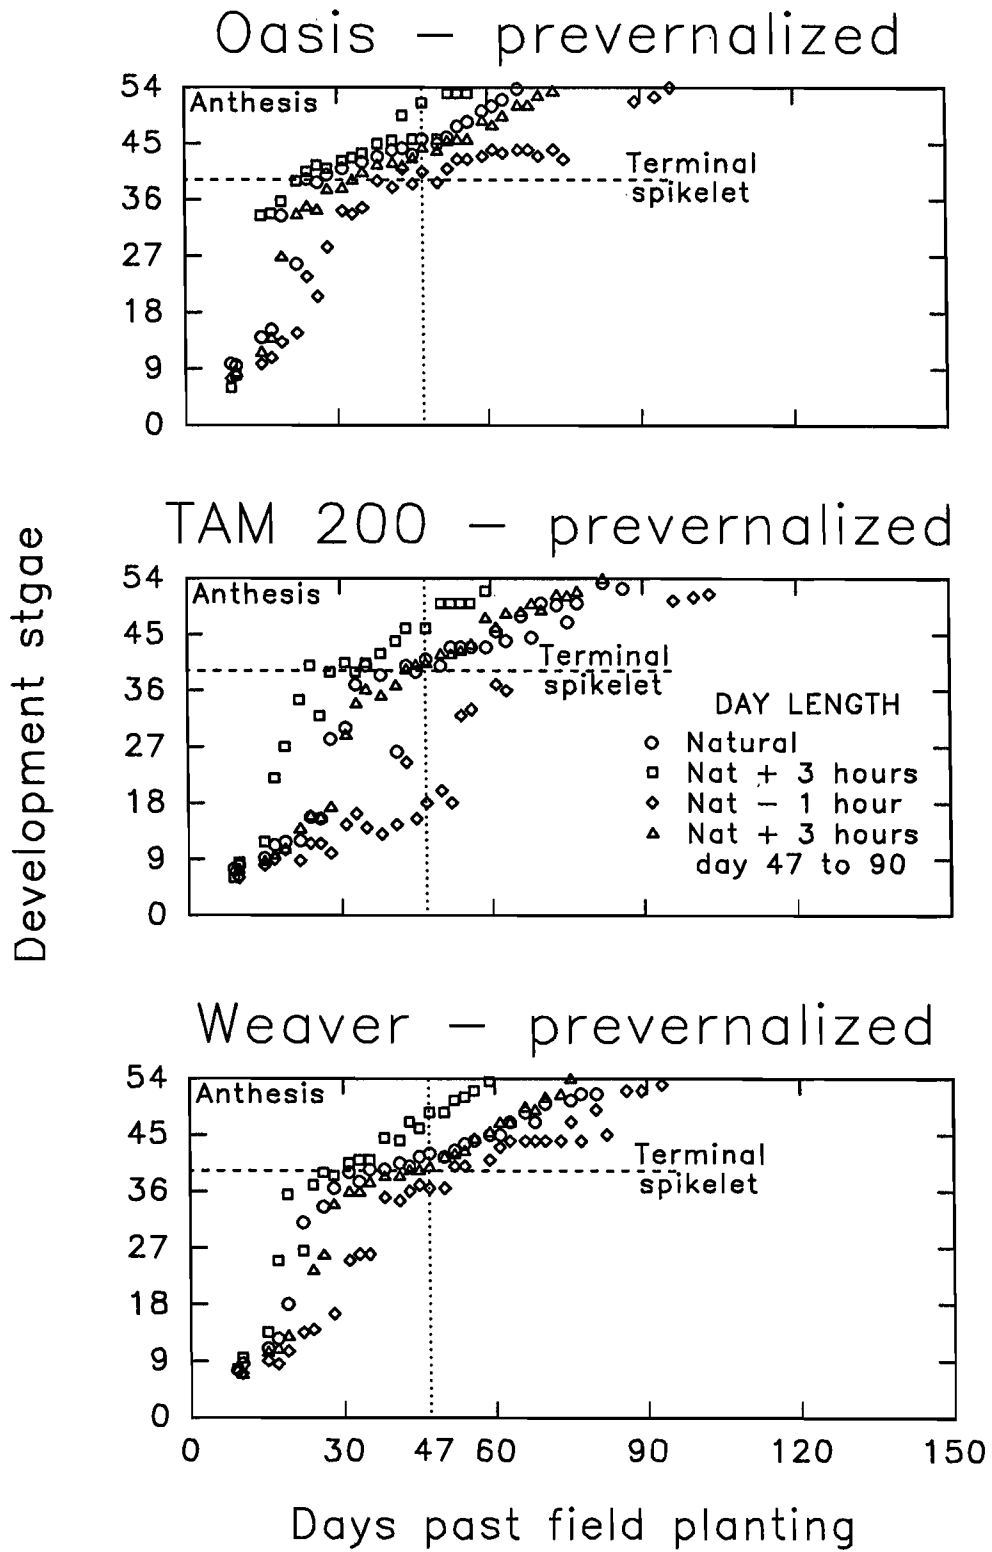 Oasis – prevernalized
54
Anthesis
45
Terminal
spikelet
36
27
18
9
0
TAM 200 – prevernalized
54
Anthesis
45
Terminal
spikelet
36
DAY LENGTH
Natural
27
Nat + 3 hours
18
Nat – 1 hour
Nat + 3 hours
day 47 to 90
9
0
Development stgae
Weaver – prevernalized
54
Anthesis
45
Terminal
spikelet
36
27
18
9
0
0 30 47 60 90 120 150
Days past field planting